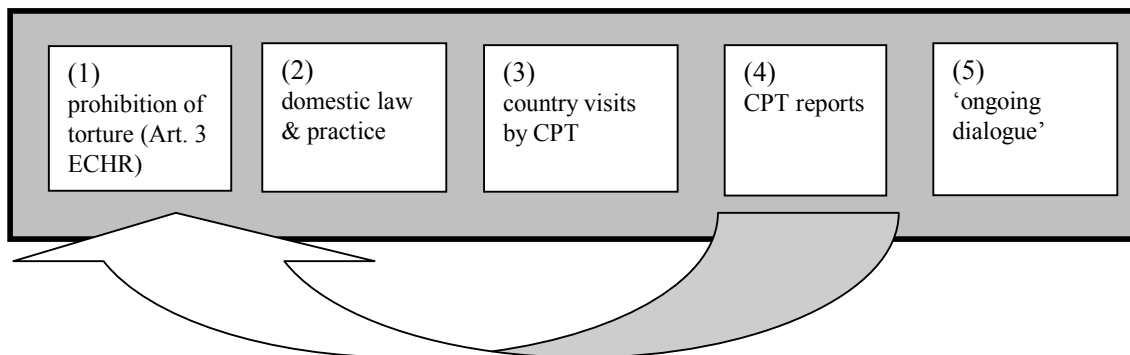 (1)
prohibition of
torture (Art. 3
ECHR)
(2)
domestic law
& practice
(3)
country visits
by CPT
(4)
CPT reports
(5)
‘ongoing
dialogue’